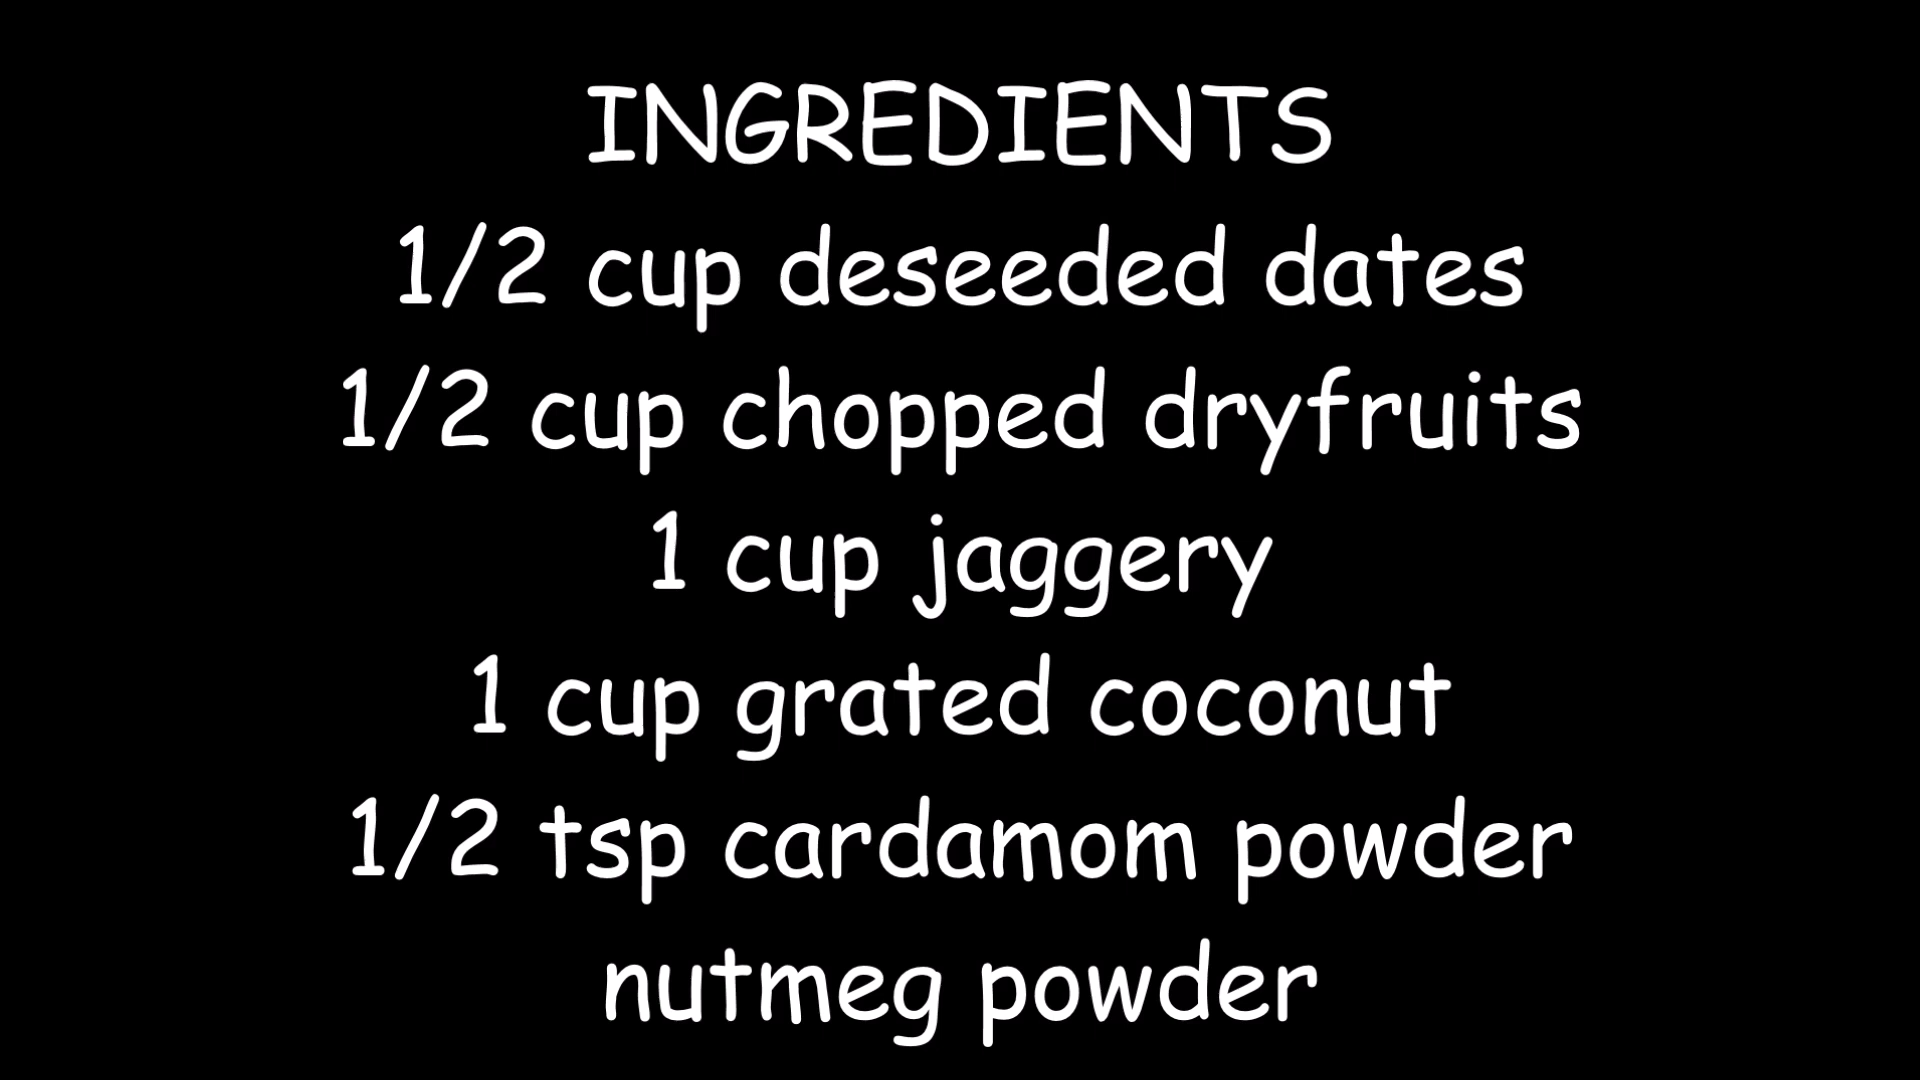 INGREDIENTS
1/2 cup deseeded dates
1/2 cup chopped dryfruits
1 cup jaggery
1 cup grated coconut
1/2 tsp cardamom powder
nutmeg powder